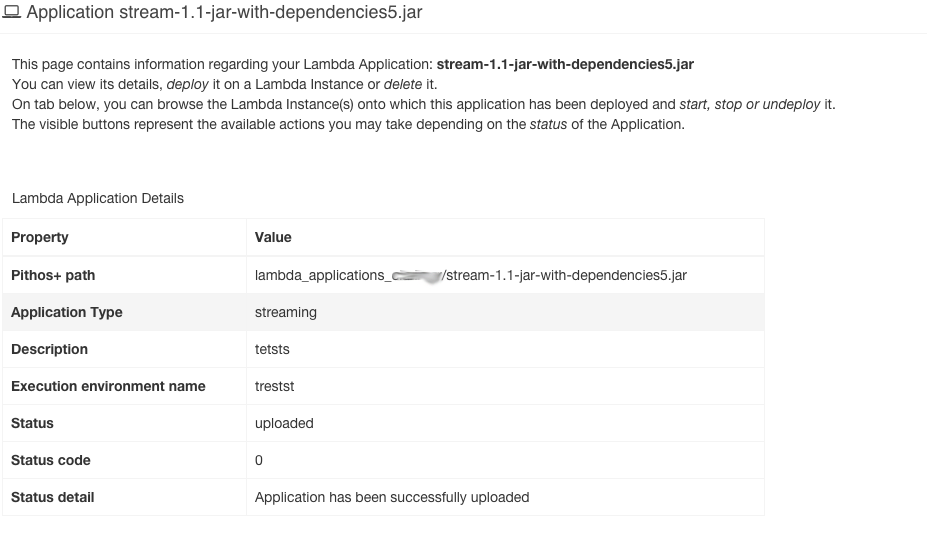 Application stream-1.1-jar-with-dependencies5.jar
This page contains information regarding your Lambda Application: stream-1.1-jar-with-dependencies5.jar
You can view its details, deploy it on a Lambda Instance or delete it.
On tab below, you can browse the Lambda Instance(s) onto which this application has been deployed and start, stop or undeploy it.
The visible buttons represent the available actions you may take depending on the status of the Application.
Lambda Application Details
Property Value
Pithos+ path lambda_applications_ /stream-1.1-jar-with-dependencies5.jar
Application Type streaming
Description tetsts
Execution environment name trestst
Status uploaded
Status code 0
Status detail Application has been successfully uploaded